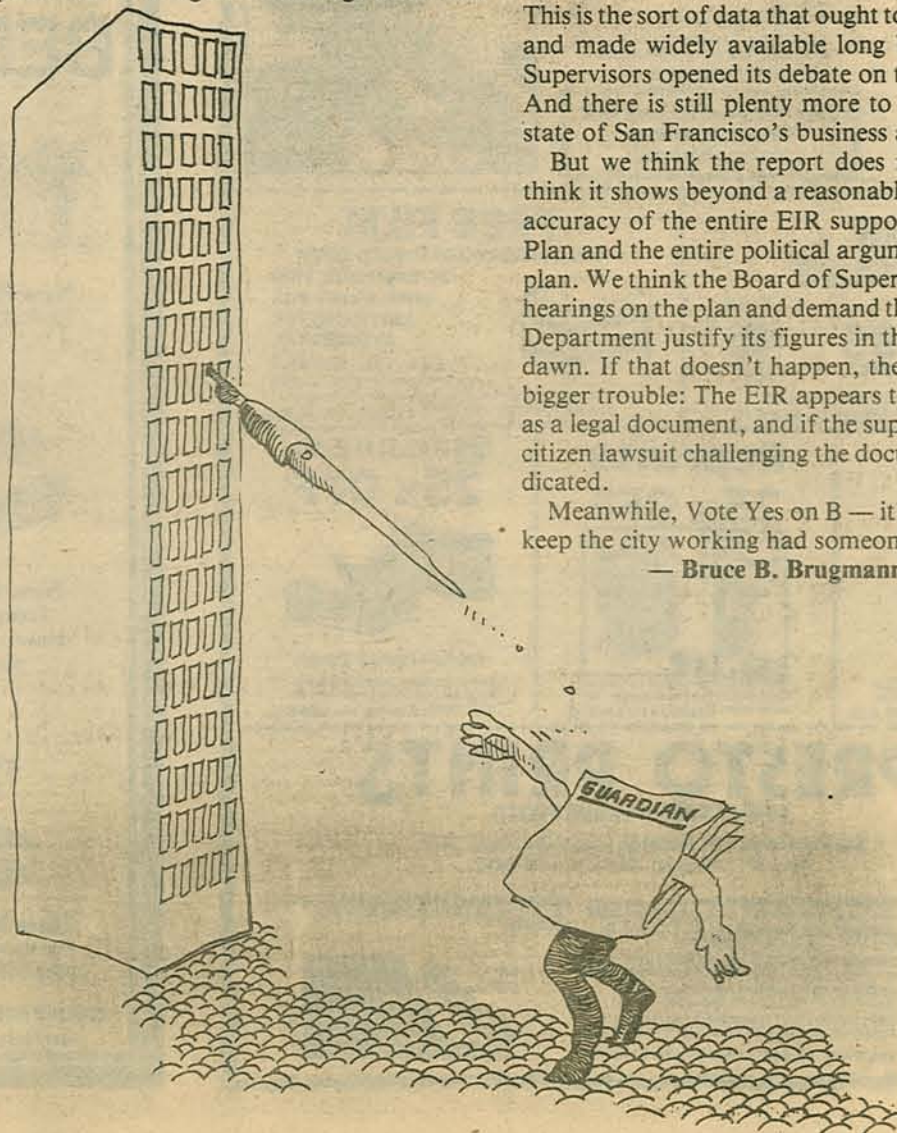 This is the sort of data that ought to
and made widely available long
Supervisors opened its debate on
And there is still plenty more to
state of San Francisco's business
But we think the report does
think it shows beyond a reasonabl
accuracy of the entire EIR suppo
Plan and the entire political argu
plan. We think the Board of Super
hearings on the plan and demand th
Department justify its figures in th
dawn. If that doesn't happen, the
bigger trouble: The EIR appears t
as a legal document, and if the sup
citizen lawsuit challenging the doc
dicated.
Meanwhile, Vote Yes on B — it
keep the city working had someon
— Bruce B. Brugmann
GUARDIAN